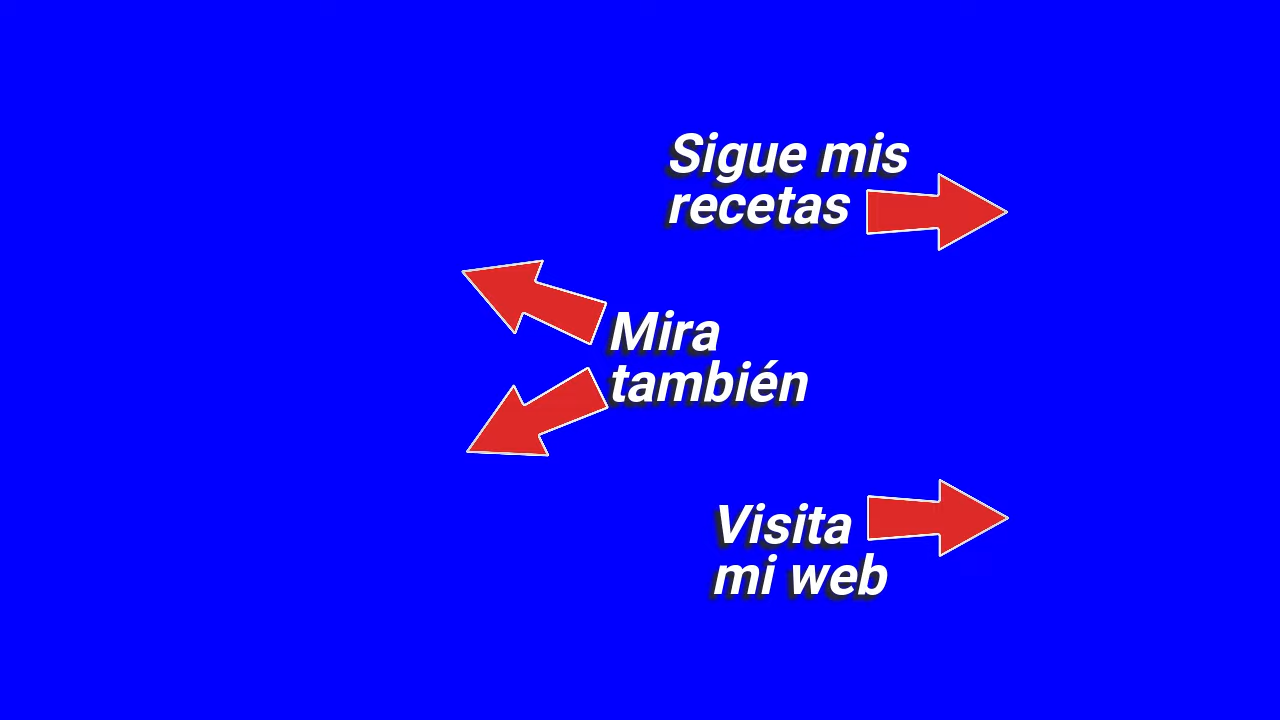 Sigue mis
recetas
Mira
también
Visita
mi web